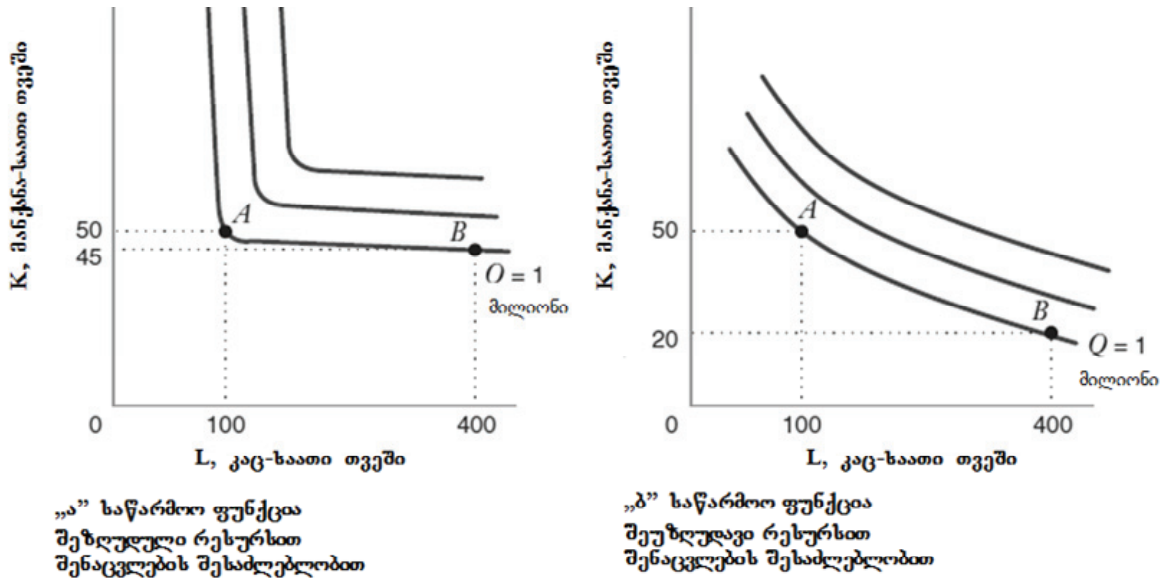 K, მანქანა-საათი თვეში
50
45
A
B
O = 1
მილიონი
0
100
400
L, კაც-საათი თვეში
„ა” საწარმოო ფუნქცია
შეზღუდული რესურსით
შენაცვლების შესაძლებლობით
K, მანქანა-საათი თვეში
50
20
A
B
Q = 1
მილიონი
0
100
400
L, კაც-საათი თვეში
„ბ” საწარმოო ფუნქცია
შეუზღუდავი რესურსით
შენაცვლების შესაძლებლობით